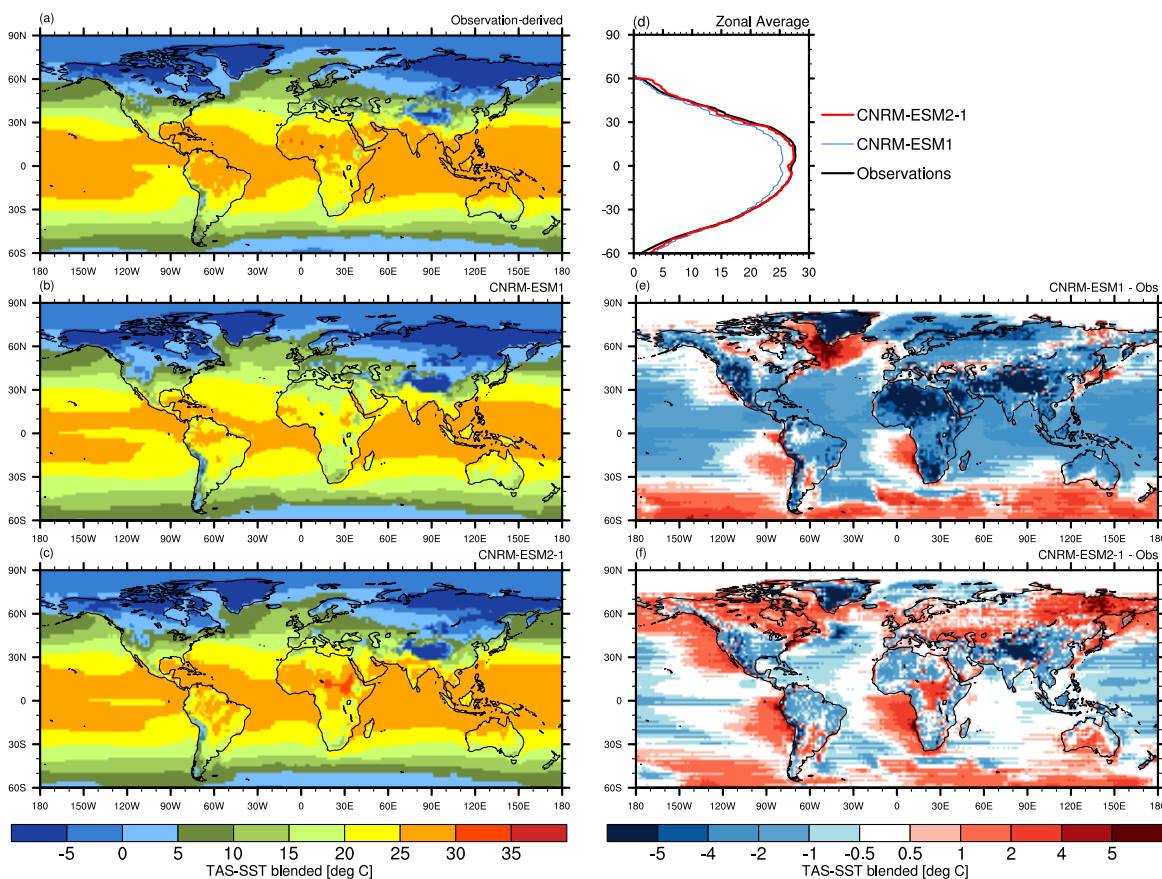 (a) Observation-derived
90N
60N
30N
0
30S
60S
180 150W 120W 90W 60W 30W 0 30E 60E 90E 120E 150E 180
(d) Zonal Average
90
60
30
0
-30
-60
0 5 10 15 20 25 30
CNRM-ESM2-1
CNRM-ESM1
Observations
(b) CNRM-ESM1
90N
60N
30N
0
30S
60S
180 150W 120W 90W 60W 30W 0 30E 60E 90E 120E 150E 180
(e) CNRM-ESM1 - Obs
90N
60N
30N
0
30S
60S
180 150W 120W 90W 60W 30W 0 30E 60E 90E 120E 150E 180
(c) CNRM-ESM2-1
90N
60N
30N
0
30S
60S
180 150W 120W 90W 60W 30W 0 30E 60E 90E 120E 150E 180
(f) CNRM-ESM2-1 - Obs
90N
60N
30N
0
30S
60S
180 150W 120W 90W 60W 30W 0 30E 60E 90E 120E 150E 180
-5 0 5 10 15 20 25 30 35
TAS-SST blended [deg C]
-5 -4 -2 -1 -0.5 0.5 1 2 4 5
TAS-SST blended [deg C]